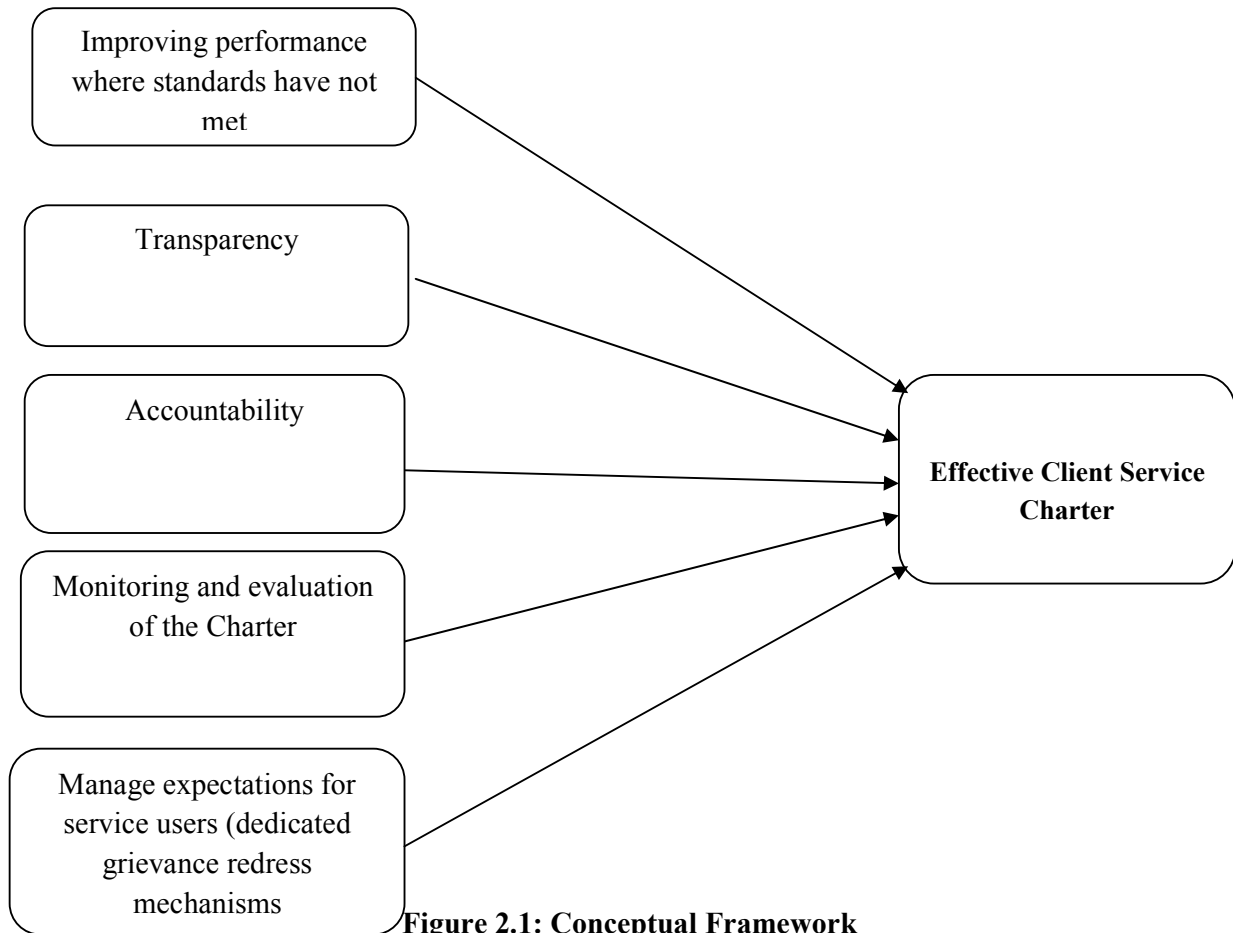 Improving performance
where standards have not
met
Transparency
Accountability
Monitoring and evaluation
of the Charter
Manage expectations for
service users (dedicated
grievance redress
mechanisms
Effective Client Service
Charter
Figure 2.1: Conceptual Framework